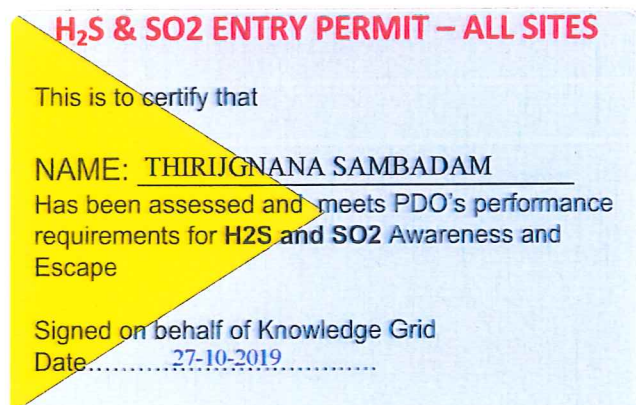 H₂S & SO2 ENTRY PERMIT – ALL SITES
This is to certify that
NAME: THIRIJGNANA SAMBADAM
Has been assessed and meets PDO's performance
requirements for H2S and SO2 Awareness and
Escape
Signed on behalf of Knowledge Grid
Date......27-10-2019......